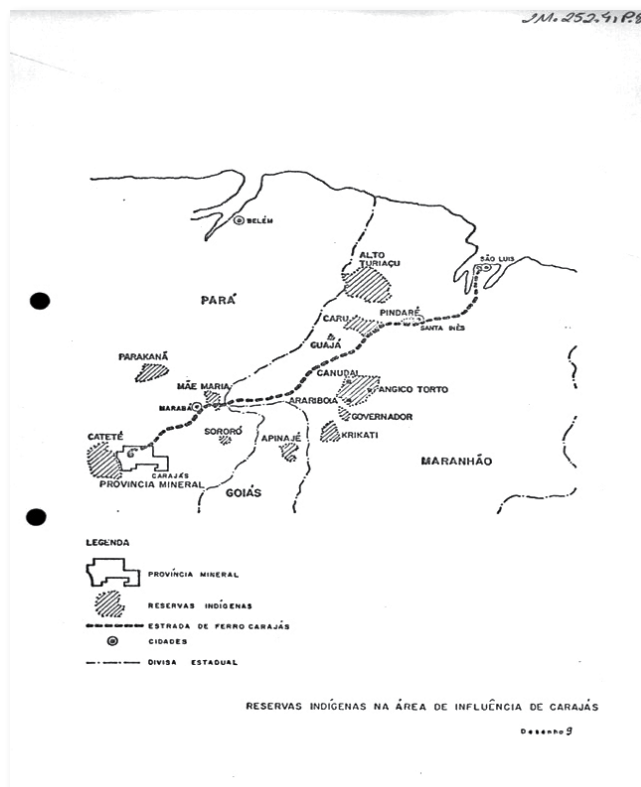 JM.252.4, P.8
BELÉM
ALTO
TURIAÇU
SÃO LUIS
PARÁ
CARU
PINDARÉ
SANTA INÊS
GUAJÁ
PARAKANÃ
CANUDAL
MÃE MARIA
ANGICO TORTO
MARABÁ
ARARIBOIA
GOVERNADOR
SORORÓ
APINAJÉ
KRIKATI
CATETÉ
MARANHÃO
CARAJÁS
PROVINCIA MINERAL
GOIÁS
LEGENDA
PROVÍNCIA MINERAL
RESERVAS INDÍGENAS
ESTRADA DE FERRO CARAJÁS
CIDADES
DIVISA ESTADUAL
RESERVAS INDÍGENAS NA ÁREA DE INFLUÊNCIA DE CARAJÁS
Desenho 9